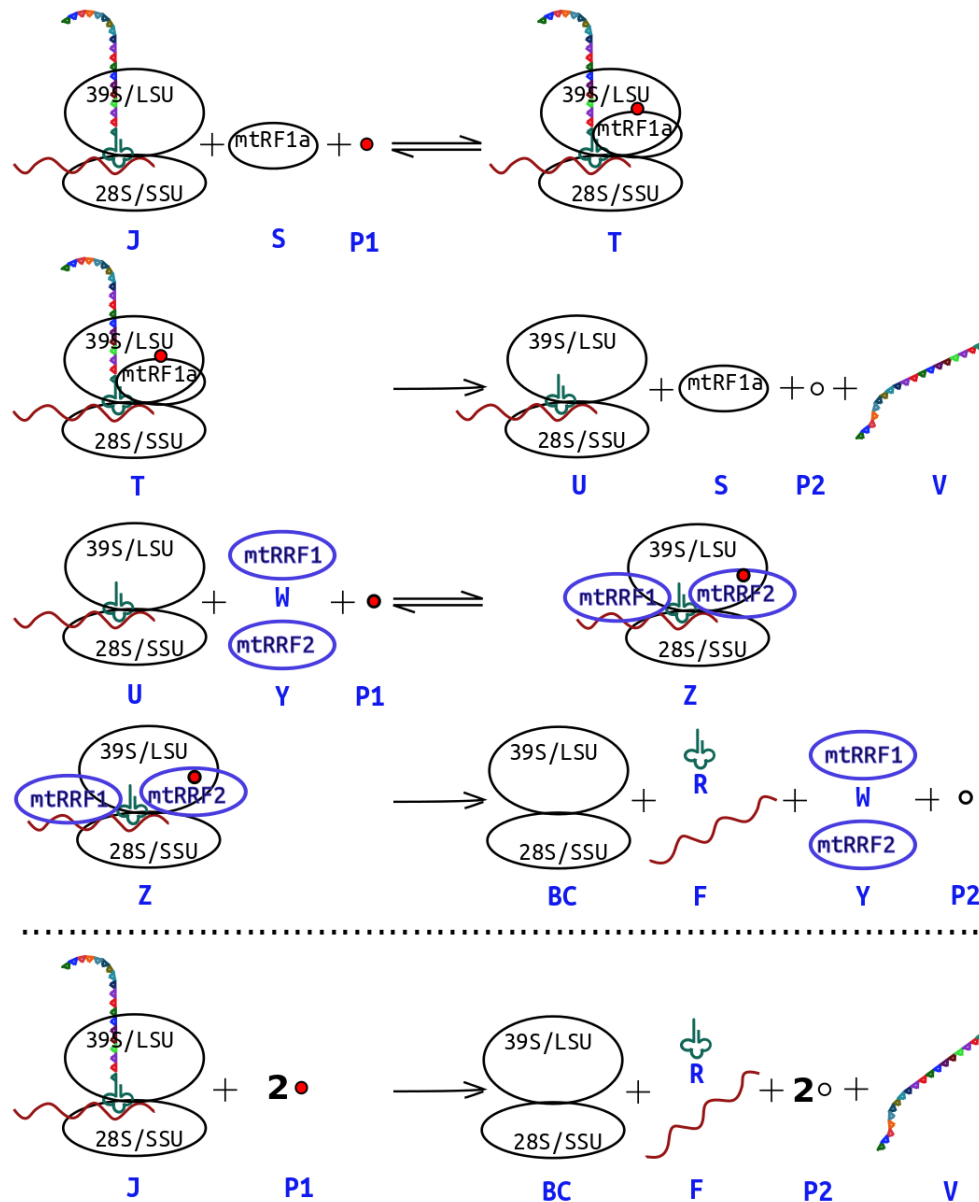 39S/LSU 39S/LSU
+ mtRF1a + mtRF1a
28S/SSU 28S/SSU
J S P1 T
39S/LSU 39S/LSU
mtRF1a + mtRF1a + +
28S/SSU 28S/SSU
T U S P2 V
39S/LSU mtRRF1 39S/LSU
+ W + mtRRF1 mtRRF2
28S/SSU mtRRF2 28S/SSU
U Y P1 Z
39S/LSU 39S/LSU mtRRF1
mtRRF1 mtRRF2 + R + W +
28S/SSU 28S/SSU mtRRF2
Z BC F Y P2
39S/LSU 39S/LSU
+ 2 + R + 2 +
28S/SSU 28S/SSU
J P1 BC F P2 V